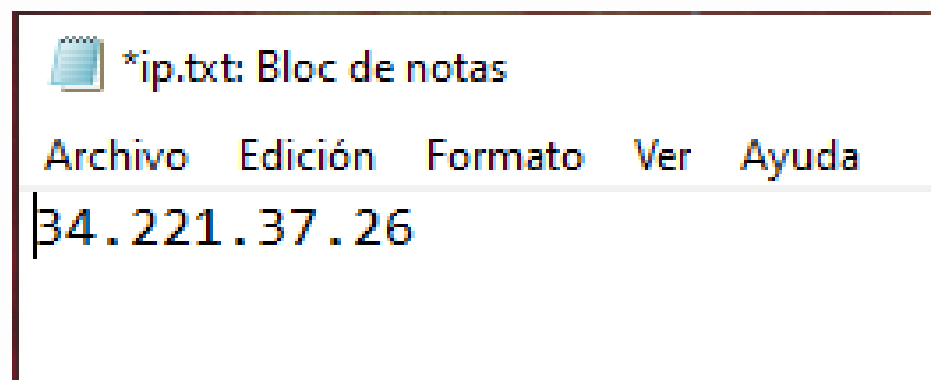 *ip.txt: Bloc de notas
Archivo Edición Formato Ver Ayuda
34.221.37.26